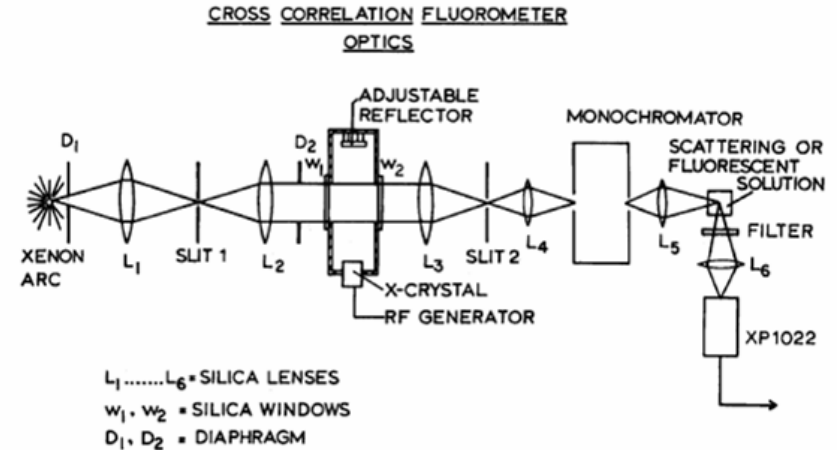 CROSS CORRELATION FLUOROMETER
OPTICS
ADJUSTABLE
REFLECTOR
MONOCHROMATOR
D1
D2
W1
W2
SCATTERING OR
FLUORESCENT
SOLUTION
XENON
ARC
L1
SLIT 1
L2
L3
SLIT 2
L4
L5
FILTER
L6
X-CRYSTAL
RF GENERATOR
XP1022
L1.......L6 = SILICA LENSES
W1, W2 = SILICA WINDOWS
D1, D2 = DIAPHRAGM